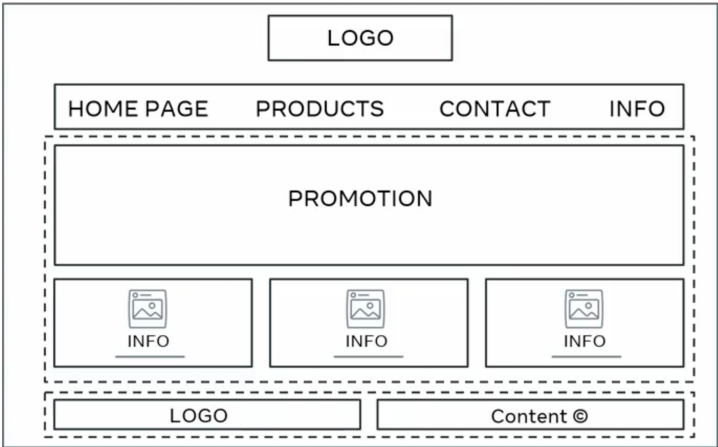 LOGO
HOME PAGE PRODUCTS CONTACT INFO
PROMOTION
INFO INFO INFO
LOGO Content ©